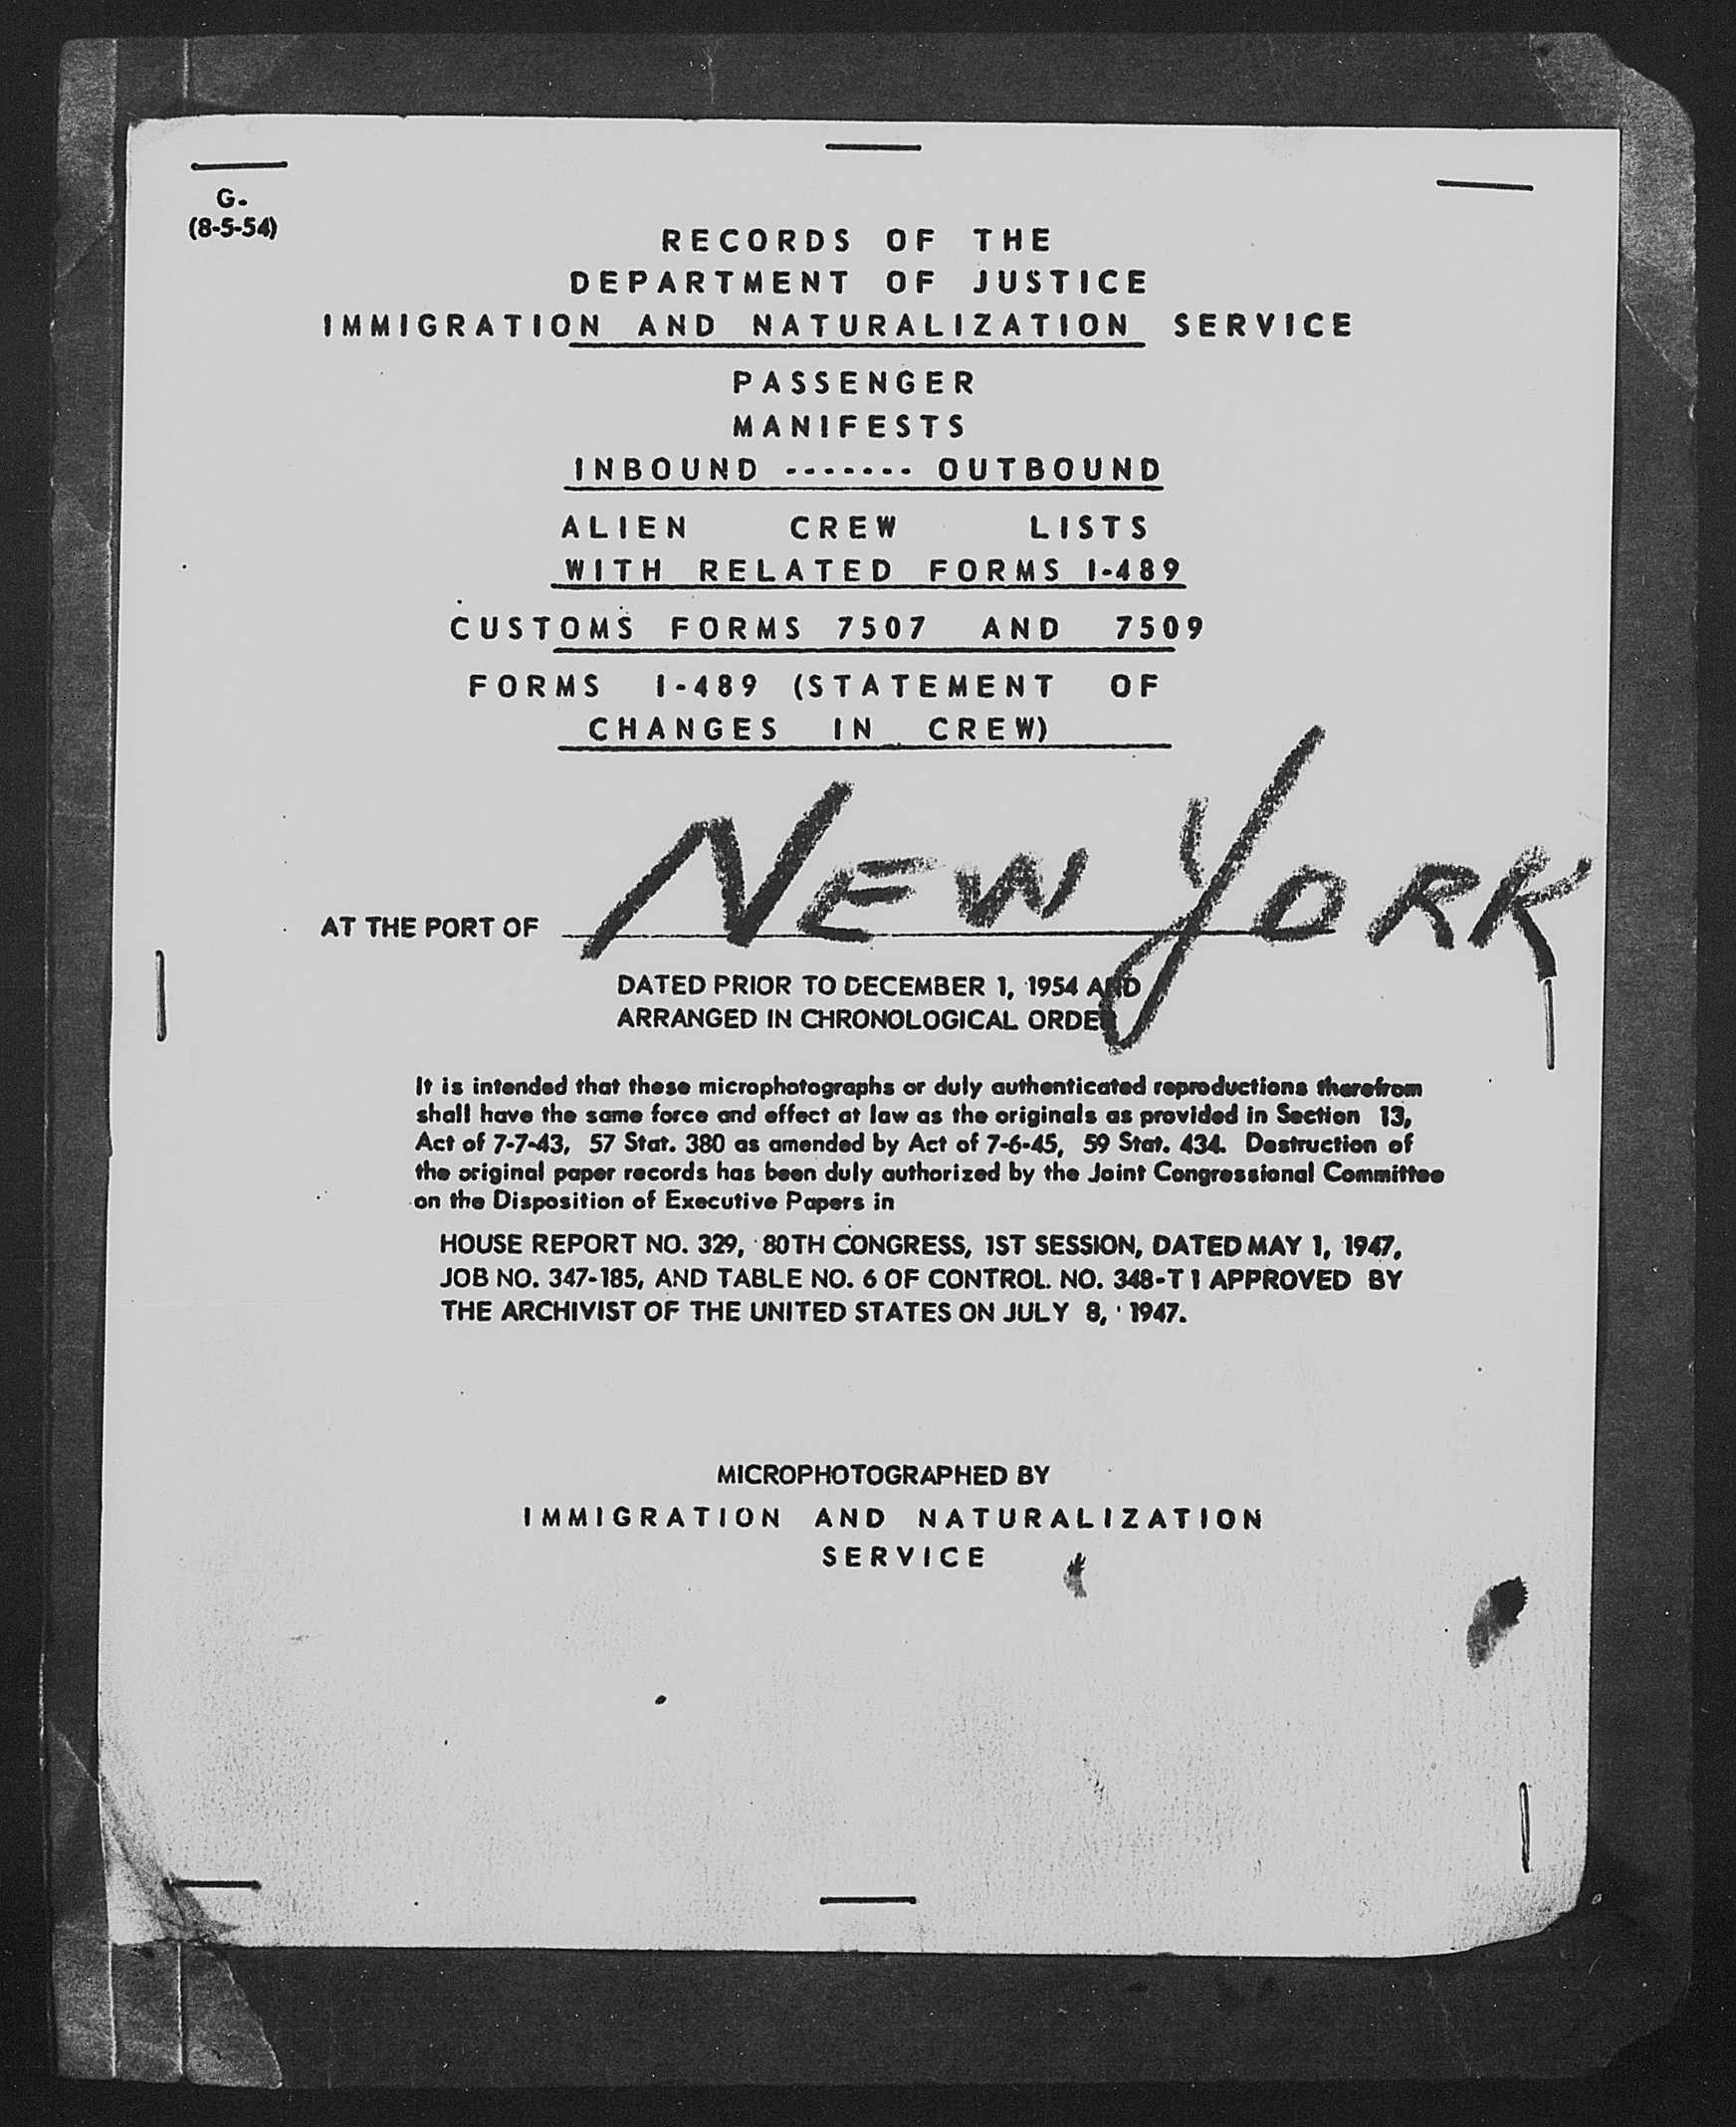 G-
(8-5-54)
RECORDS OF THE
DEPARTMENT OF JUSTICE
IMMIGRATION AND NATURALIZATION SERVICE
PASSENGER
MANIFESTS
INBOUND ------- OUTBOUND
ALIEN CREW LISTS
WITH RELATED FORMS I-489
CUSTOMS FORMS 7507 AND 7509
FORMS I-489 (STATEMENT OF
CHANGES IN CREW)
AT THE PORT OF NEW YORK
DATED PRIOR TO DECEMBER 1, 1954 AND
ARRANGED IN CHRONOLOGICAL ORDER
It is intended that these microphotographs or duly authenticated reproductions therefrom
shall have the same force and effect at law as the originals as provided in Section 13,
Act of 7-7-43, 57 Stat. 380 as amended by Act of 7-6-45, 59 Stat. 434. Destruction of
the original paper records has been duly authorized by the Joint Congressional Committee
on the Disposition of Executive Papers in
HOUSE REPORT NO. 329, 80TH CONGRESS, 1ST SESSION, DATED MAY 1, 1947,
JOB NO. 347-185, AND TABLE NO. 6 OF CONTROL NO. 348-T1 APPROVED BY
THE ARCHIVIST OF THE UNITED STATES ON JULY 8, 1947.
MICROPHOTOGRAPHED BY
IMMIGRATION AND NATURALIZATION
SERVICE